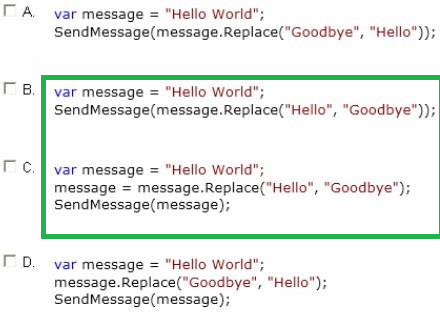 A. var message = "Hello World";
SendMessage(message.Replace("Goodbye", "Hello"));
B. var message = "Hello World";
SendMessage(message.Replace("Hello", "Goodbye"));
C. var message = "Hello World";
message = message.Replace("Hello", "Goodbye");
SendMessage(message);
D. var message = "Hello World";
message.Replace("Goodbye", "Hello");
SendMessage(message);